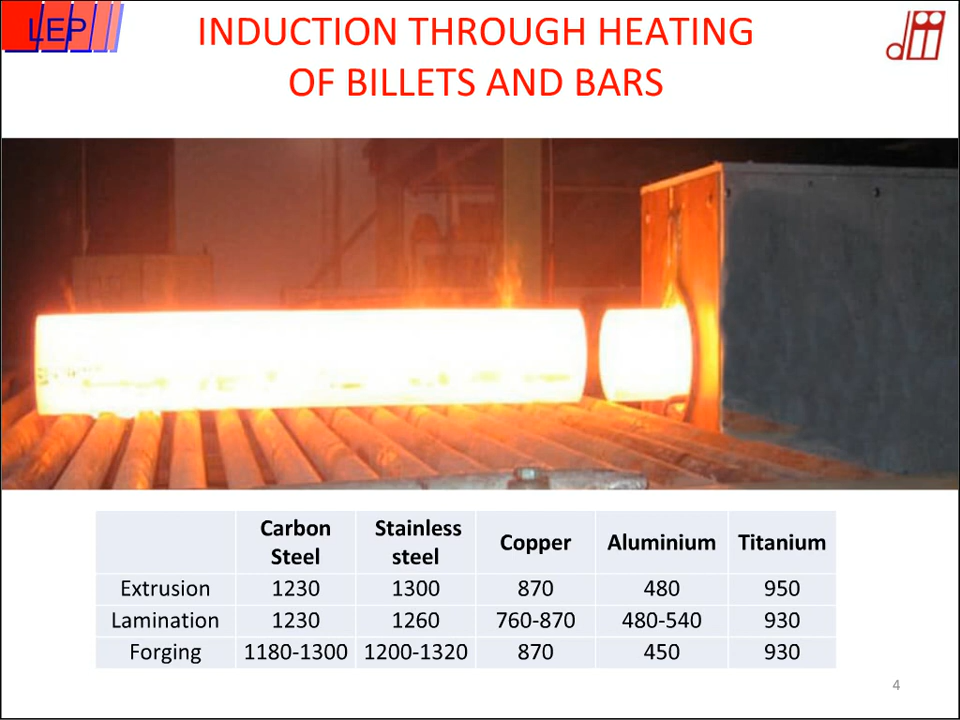 LEP
INDUCTION THROUGH HEATING
OF BILLETS AND BARS
Carbon Steel Stainless steel Copper Aluminium Titanium
Extrusion 1230 1300 870 480 950
Lamination 1230 1260 760-870 480-540 930
Forging 1180-1300 1200-1320 870 450 930
4